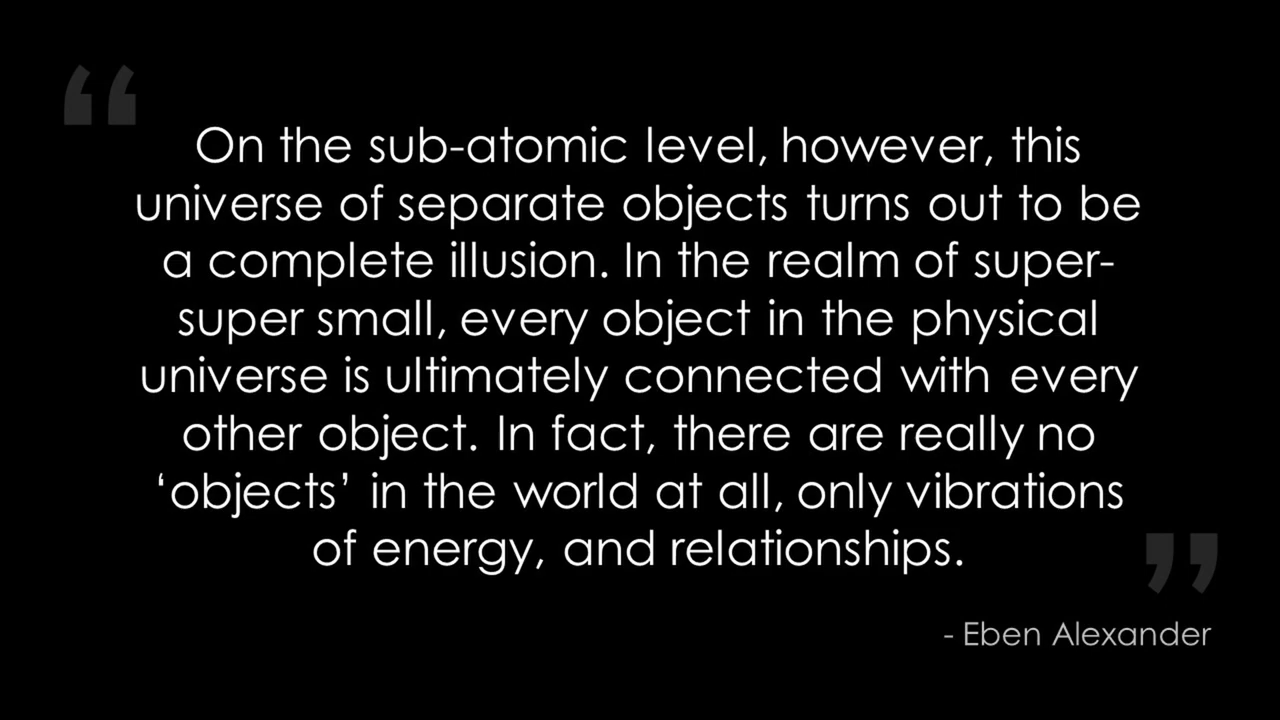 “
On the sub-atomic level, however, this
universe of separate objects turns out to be
a complete illusion. In the realm of super-
super small, every object in the physical
universe is ultimately connected with every
other object. In fact, there are really no
‘objects’ in the world at all, only vibrations
of energy, and relationships.
”
- Eben Alexander